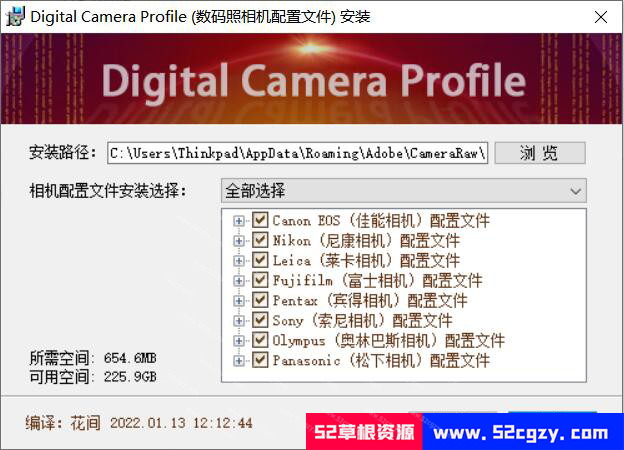 Digital Camera Profile (数码照相机配置文件) 安装
Digital Camera Profile
安装路径: C:\Users\Thinkpad\AppData\Roaming\Adobe\CameraRaw\ 浏览
相机配置文件安装选择: 全部选择
Canon EOS (佳能相机) 配置文件
Nikon (尼康相机) 配置文件
Leica (莱卡相机) 配置文件
Fujifilm (富士相机) 配置文件
Pentax (宾得相机) 配置文件
Sony (索尼相机) 配置文件
Olympus (奥林巴斯相机) 配置文件
Panasonic (松下相机) 配置文件
所需空间: 654.6MB
可用空间: 225.9GB
编译: 花间 2022.01.13 12:12:44
52草根资源 www.52cgzy.com